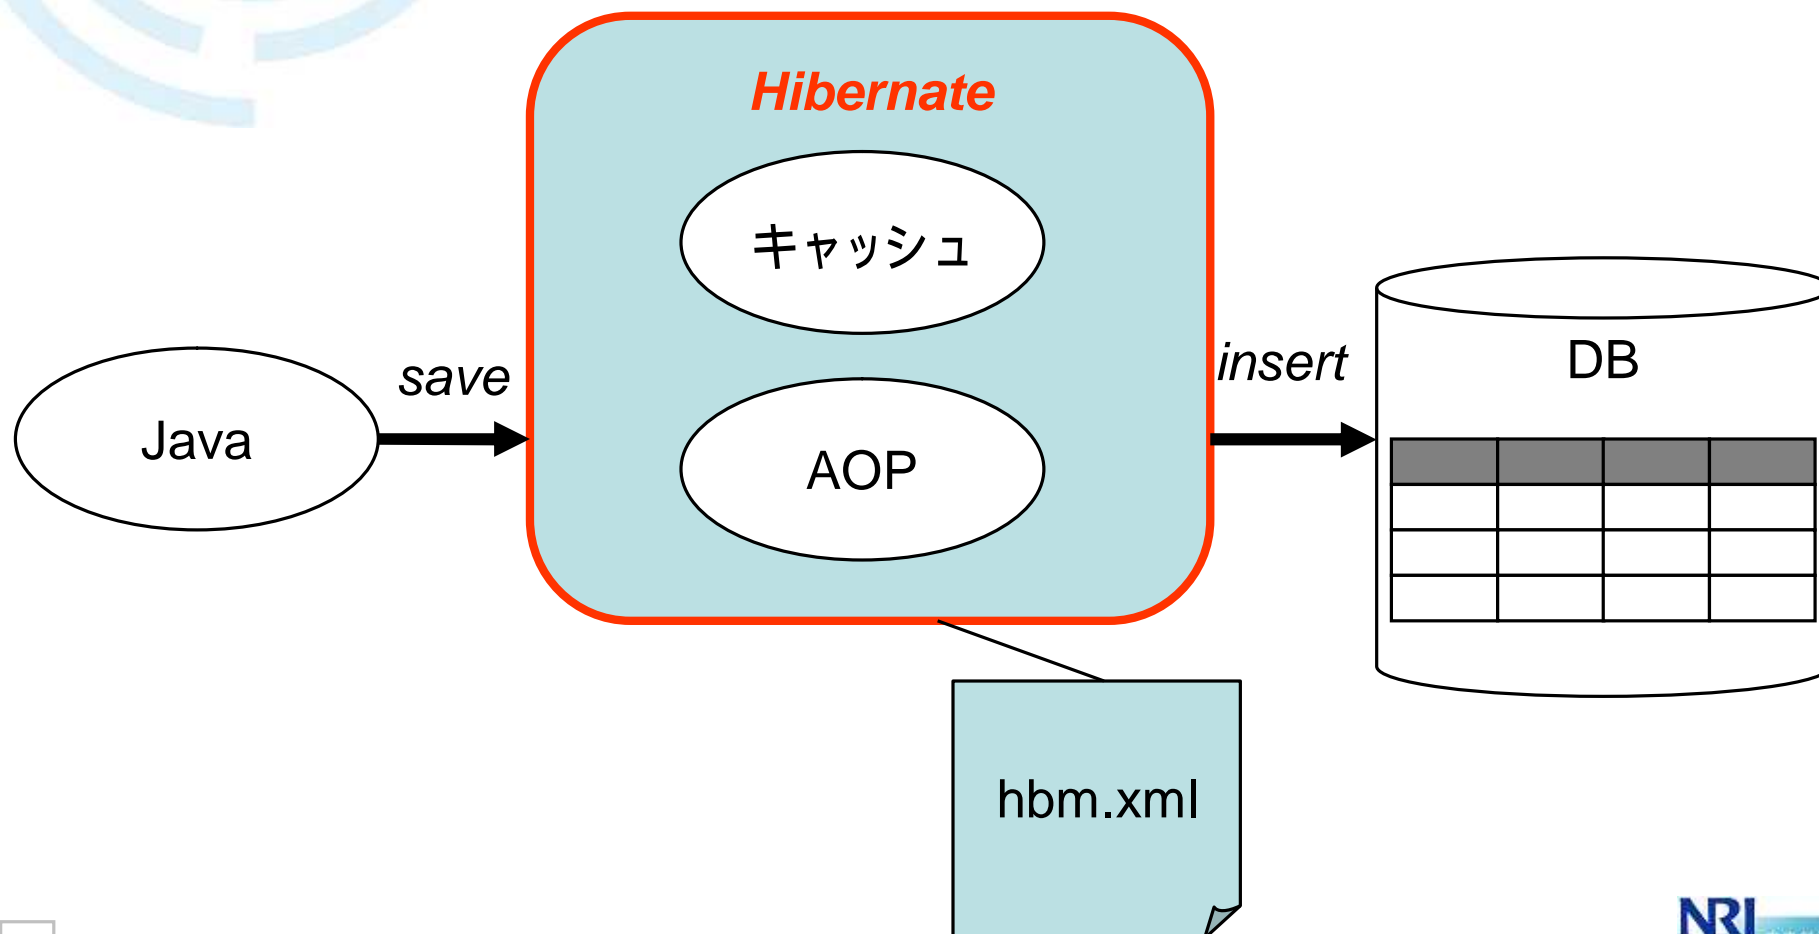 Hibernate
キャッシュ
save
insert
DB
Java
AOP
hbm.xml
NRI